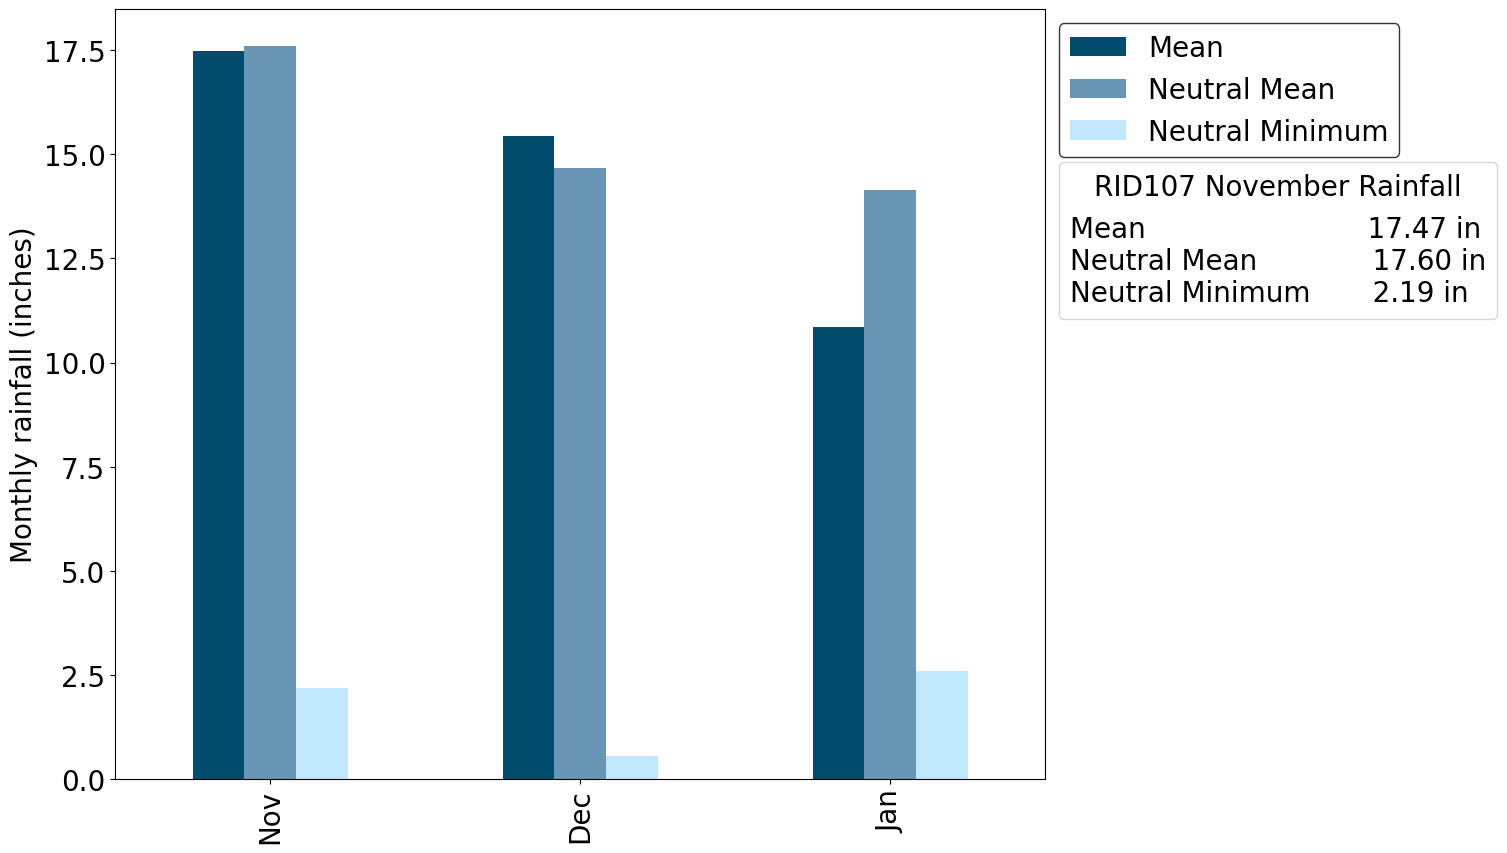 Monthly rainfall (inches)
17.5
15.0
12.5
10.0
7.5
5.0
2.5
0.0
Nov
Dec
Jan
Mean
Neutral Mean
Neutral Minimum
RID107 November Rainfall
Mean 17.47 in
Neutral Mean 17.60 in
Neutral Minimum 2.19 in